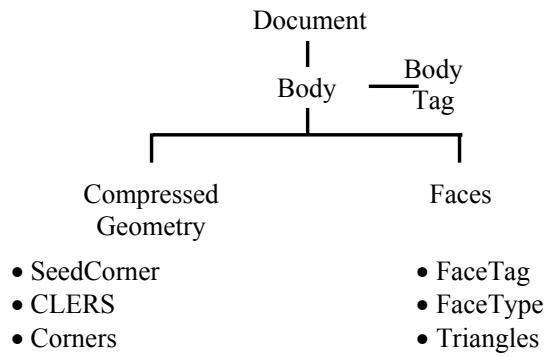 Document
Body
Body
Tag
Compressed
Geometry
• SeedCorner
• CLERS
• Corners
Faces
• FaceTag
• FaceType
• Triangles